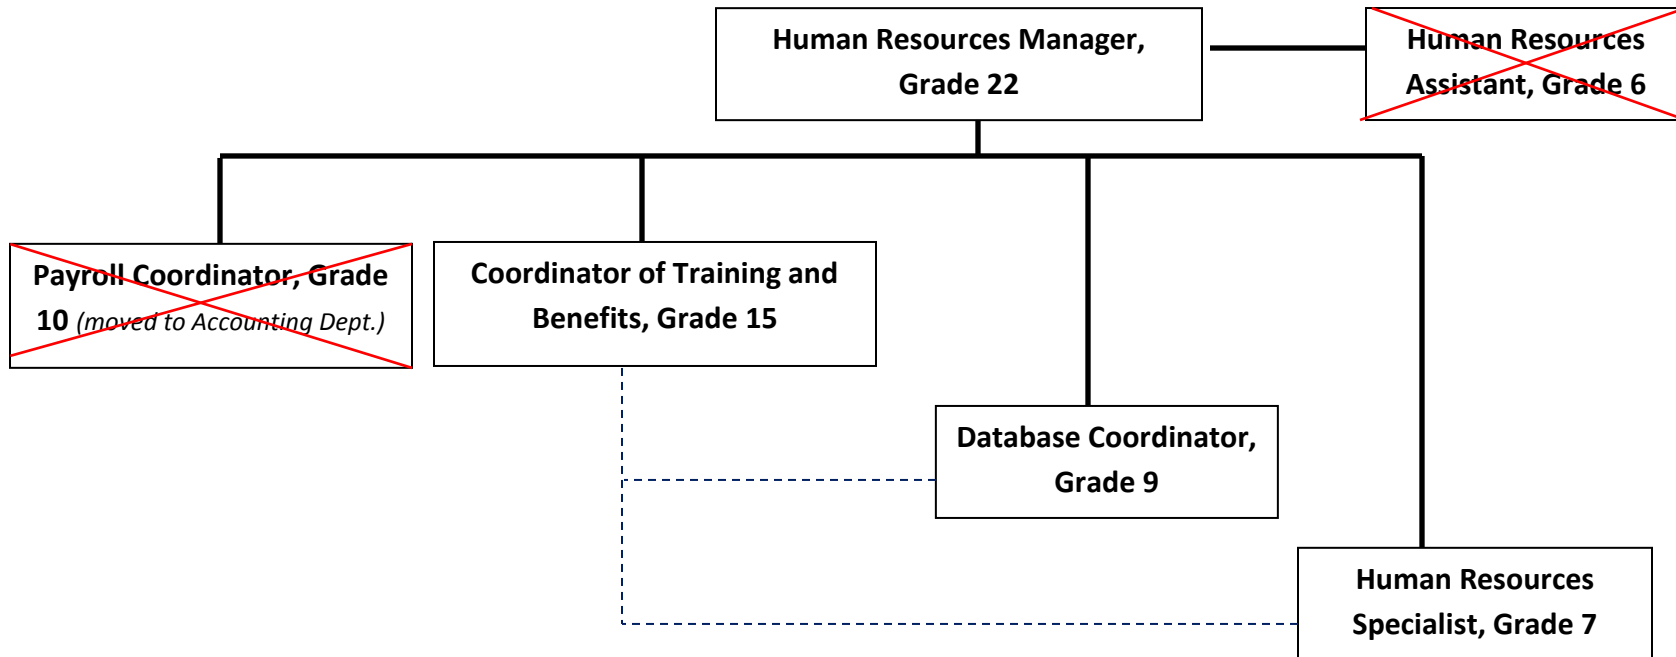 Human Resources Manager,
Grade 22
Human Resources
Assistant, Grade 6
Payroll Coordinator, Grade
10 (moved to Accounting Dept.)
Coordinator of Training and
Benefits, Grade 15
Database Coordinator,
Grade 9
Human Resources
Specialist, Grade 7